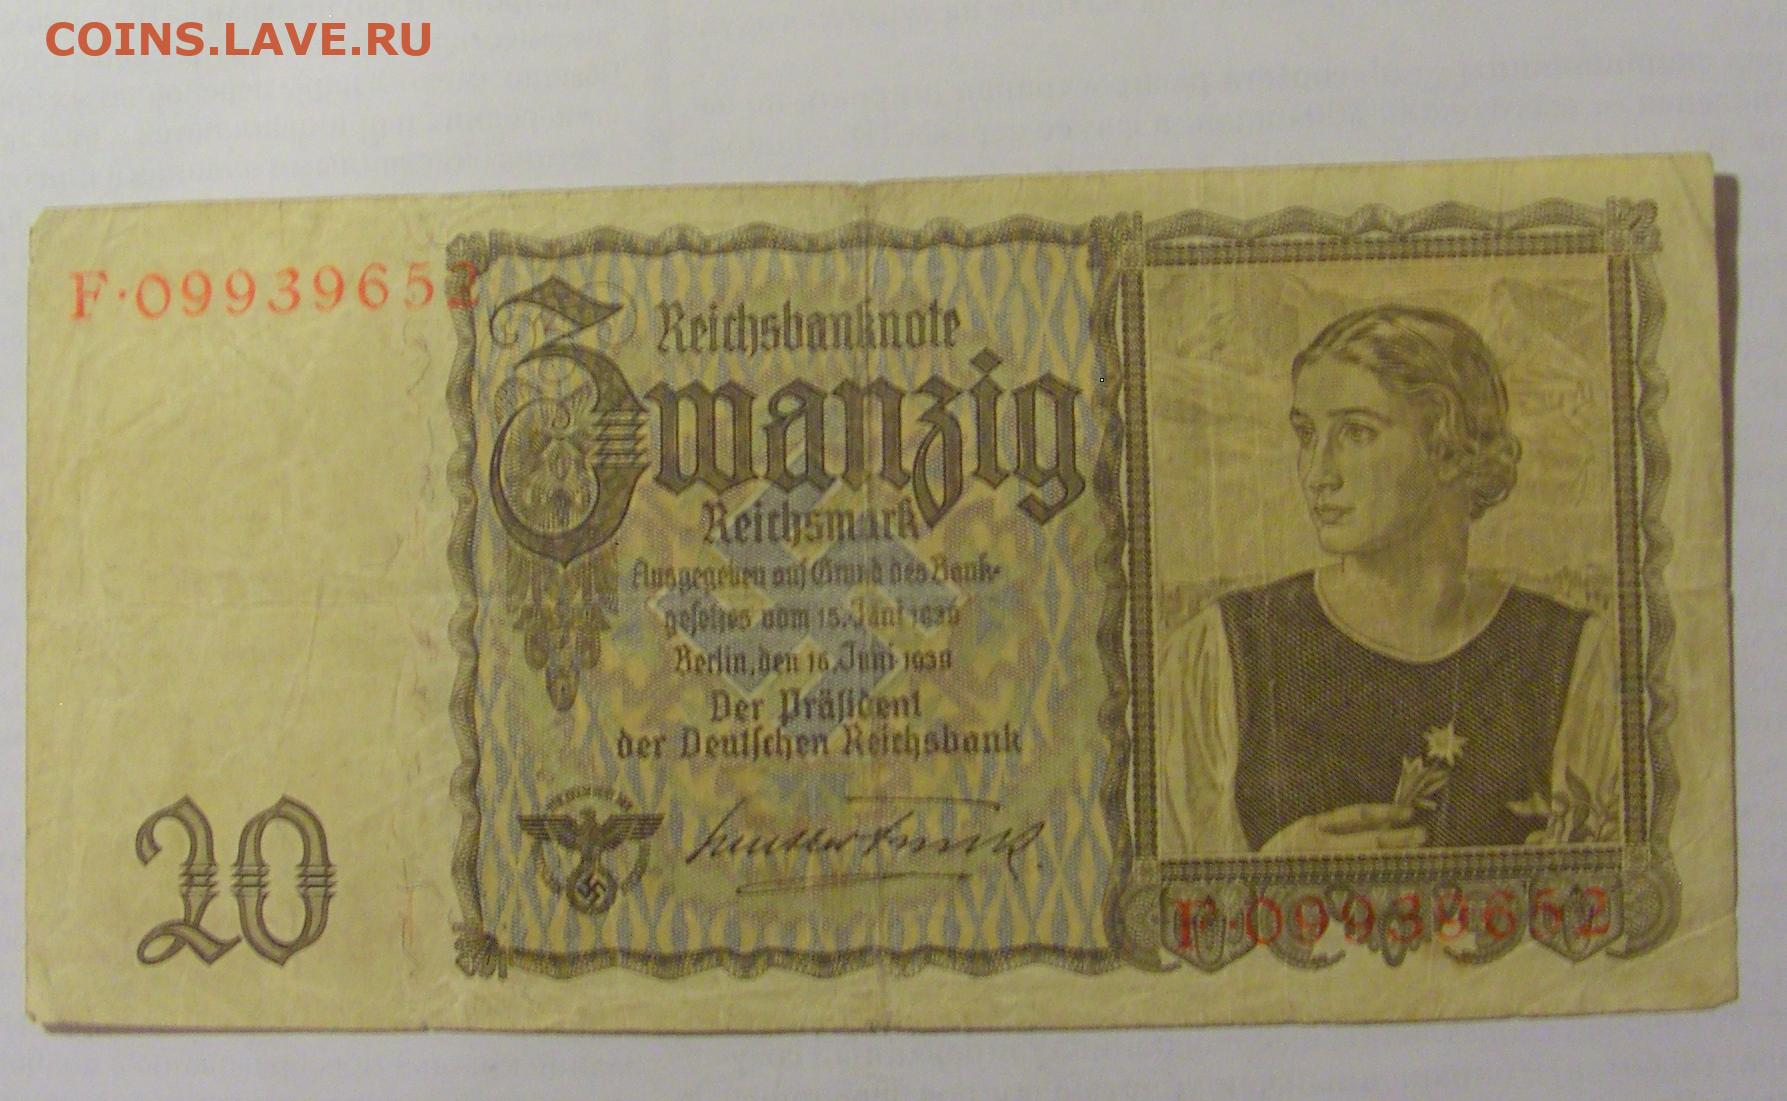 COINS.LAVE.RU
F·09939652
Reichsbanknote
Zwanzig
Reichsmark
Ausgegeben auf Grund des Bank-
gesetzes vom 15. Juni 1939
Berlin, den 16. Juni 1939
Der Präsident
der Deutschen Reichsbank
20
F·09939652